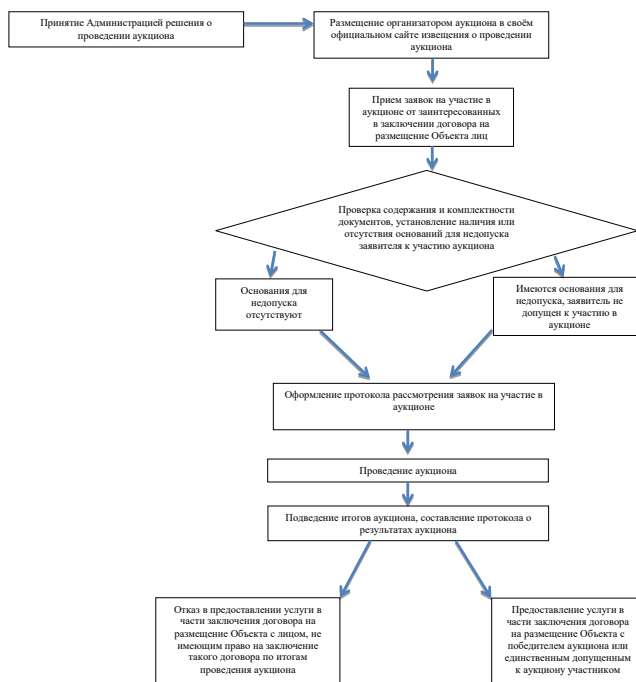 Принятие Администрацией решения о
проведении аукциона
Размещение организатором аукциона в своём
официальном сайте извещения о проведении
аукциона
Прием заявок на участие в
аукционе от заинтересованных
в заключении договора на
размещение Объекта лиц
Проверка содержания и комплектности
документов, установление наличия или
отсутствия оснований для недопуска
заявителя к участию аукциона
Основания для
недопуска
отсутствуют
Имеются основания для
недопуска, заявитель не
допущен к участию в
аукционе
Оформление протокола рассмотрения заявок на участие в
аукционе
Проведение аукциона
Подведение итогов аукциона, составление протокола о
результатах аукциона
Отказ в предоставлении услуги в
части заключения договора на
размещение Объекта с лицом, не
имеющим право на заключение
такого договора по итогам
проведения аукциона
Предоставление услуги в
части заключения договора
на размещение Объекта с
победителем аукциона или
единственным допущенным
к аукциону участником